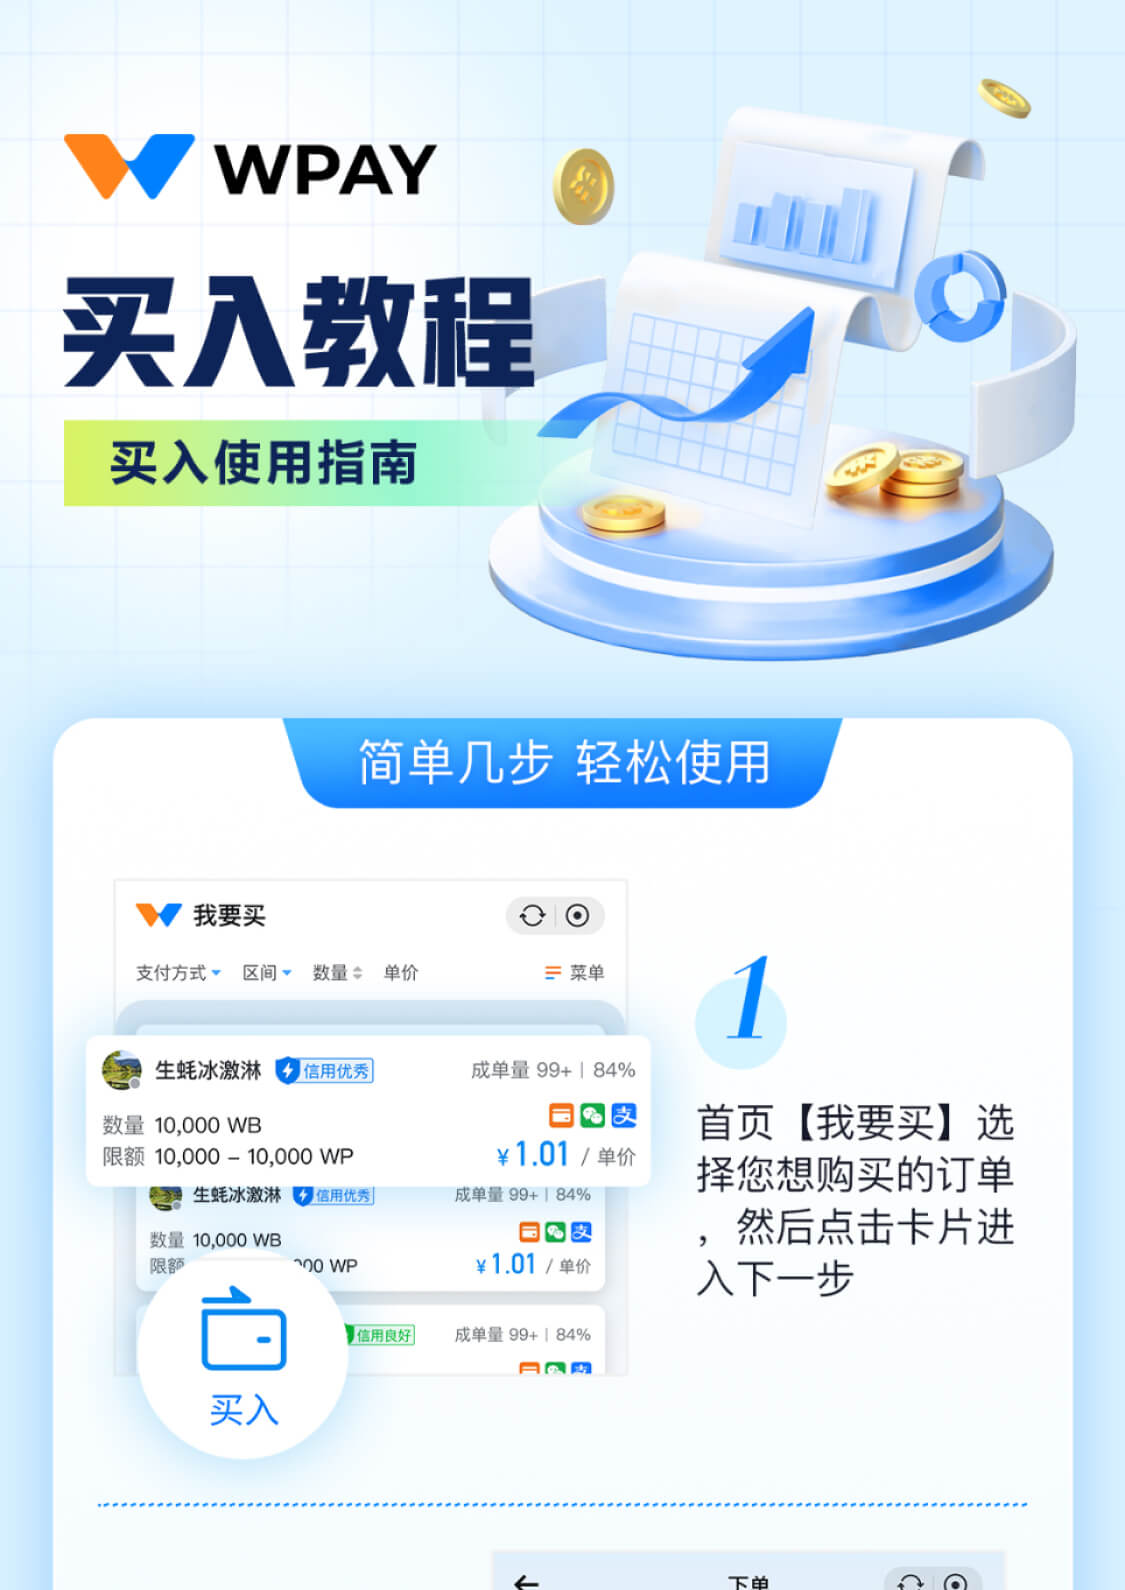 WPAY
买入教程
买入使用指南
简单几步 轻松使用
我要买
支付方式 区间 数量 单价 菜单
生蚝冰激淋 信用优秀 成单量 99+ | 84%
数量 10,000 WB
限额 10,000 – 10,000 WP ¥ 1.01 / 单价
生蚝冰激淋 信用优秀 成单量 99+ | 84%
数量 10,000 WB
限额 000 WP ¥ 1.01 / 单价
信用良好 成单量 99+ | 84%
买入
1
首页【我要买】选
择您想购买的订单
，然后点击卡片进
入下一步
下单